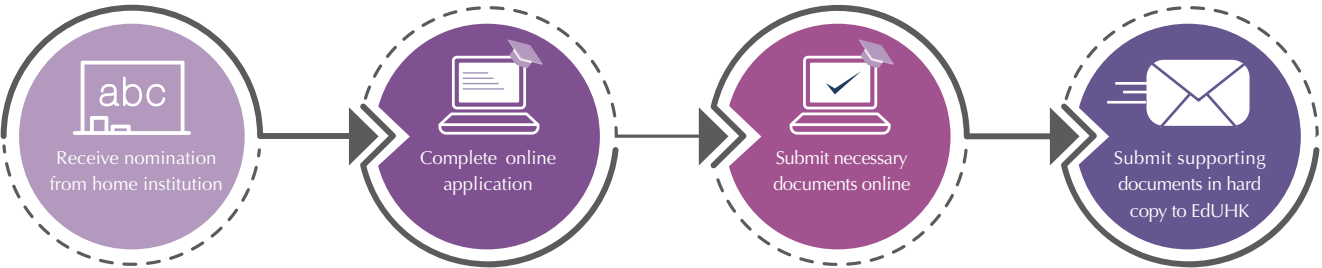 abc
Receive nomination
from home institution
Complete online
application
Submit necessary
documents online
Submit supporting
documents in hard
copy to EdUHK